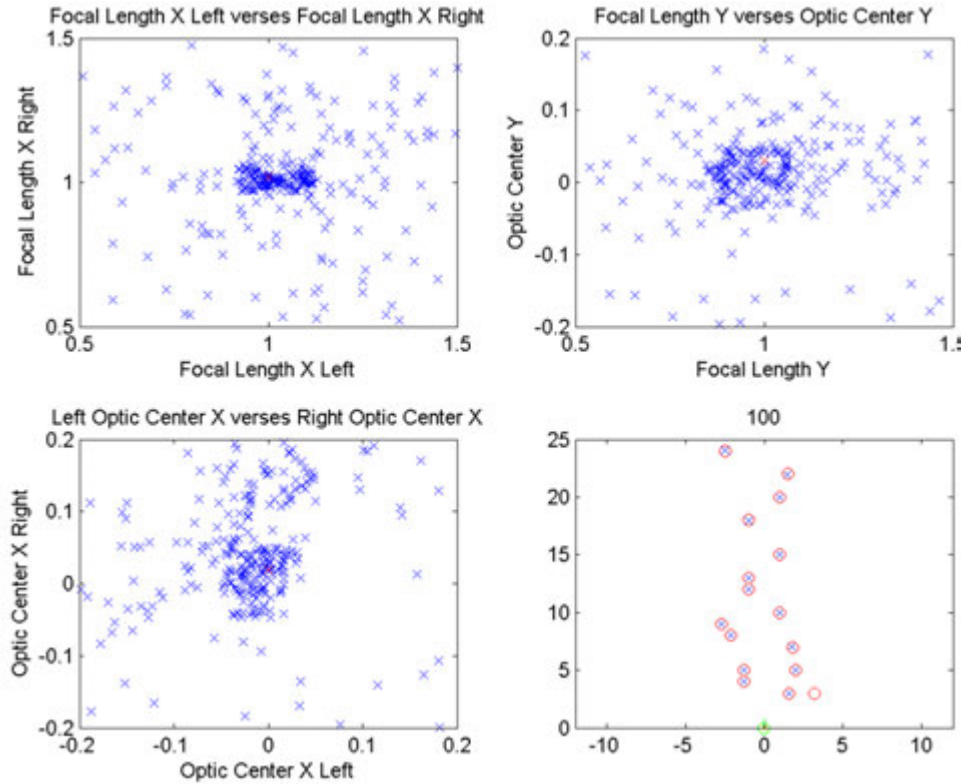 Focal Length X Left verses Focal Length X Right
1.5
1
0.5
Focal Length X Right
0.5 1 1.5
Focal Length X Left
Focal Length Y verses Optic Center Y
0.2
0.1
0
-0.1
-0.2
Optic Center Y
0.5 1 1.5
Focal Length Y
Left Optic Center X verses Right Optic Center X
0.2
0.1
0
-0.1
-0.2
Optic Center X Right
-0.2 -0.1 0 0.1 0.2
Optic Center X Left
100
25
20
15
10
5
0
-10 -5 0 5 10